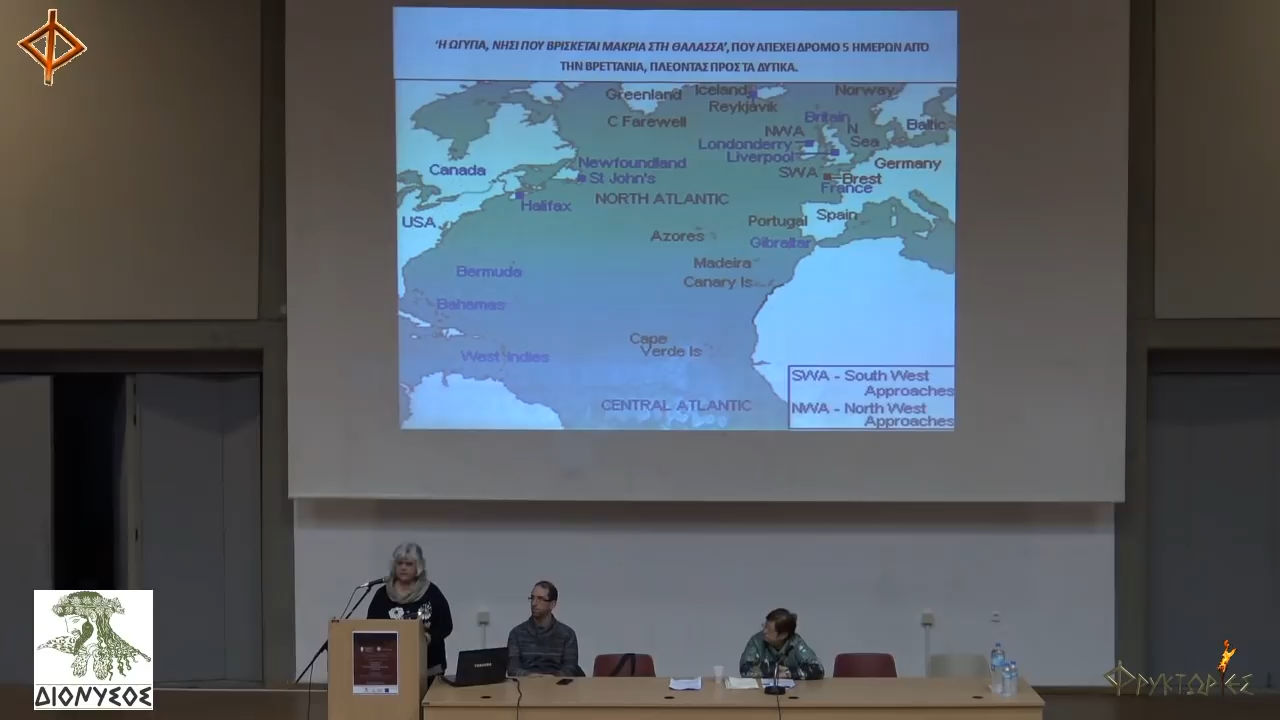 'Η ΩΓΥΓΙΑ, ΝΗΣΙ ΠΟΥ ΒΡΙΣΚΕΤΑΙ ΜΑΚΡΙΑ ΣΤΗ ΘΑΛΑΣΣΑ', ΠΟΥ ΑΠΕΧΕΙ ΔΡΟΜΟ 5 ΗΜΕΡΩΝ ΑΠΌ
ΤΗΝ ΒΡΕΤΤΑΝΙΑ, ΠΛΕΟΝΤΑΣ ΠΡΟΣ ΤΑ ΔΥΤΙΚΑ.
Greenland
Iceland
Norway
Reykjavik
C Farewell
Britain
N
Sea
Baltic
NWA
Londonderry
Liverpool
Germany
Canada
Newfoundland
St John's
SWA
Brest
France
Halifax
NORTH ATLANTIC
USA
Portugal
Spain
Azores
Gibraltar
Bermuda
Madeira
Canary Is
Bahamas
Cape
Verde Is
West Indies
CENTRAL ATLANTIC
SWA - South West
Approaches
NWA - North West
Approaches
TOSHIBA
ΔΙΟΝΥΣΟΣ
ΦΡΥΚΤΩΡΙΕΣ